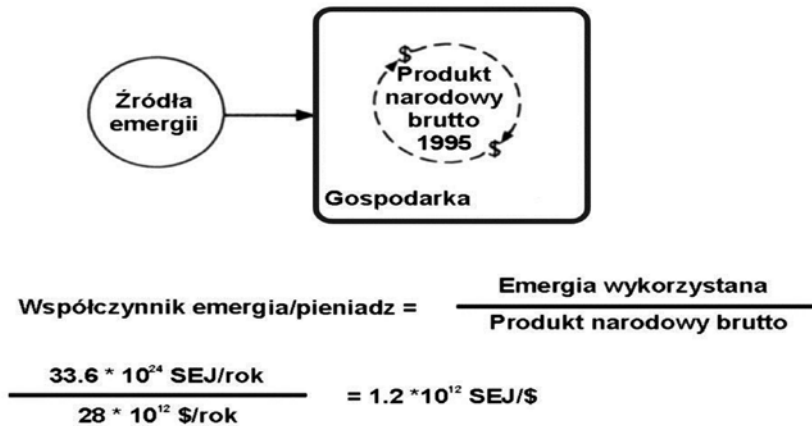 $
Źródła
emergii
Produkt
narodowy
brutto
1995
$
Gospodarka
Współczynnik emergia/pieniadz = Emergia wykorzystana
Produkt narodowy brutto
33.6 * 10²⁴ SEJ/rok
28 * 10¹² $/rok
= 1.2 *10¹² SEJ/$